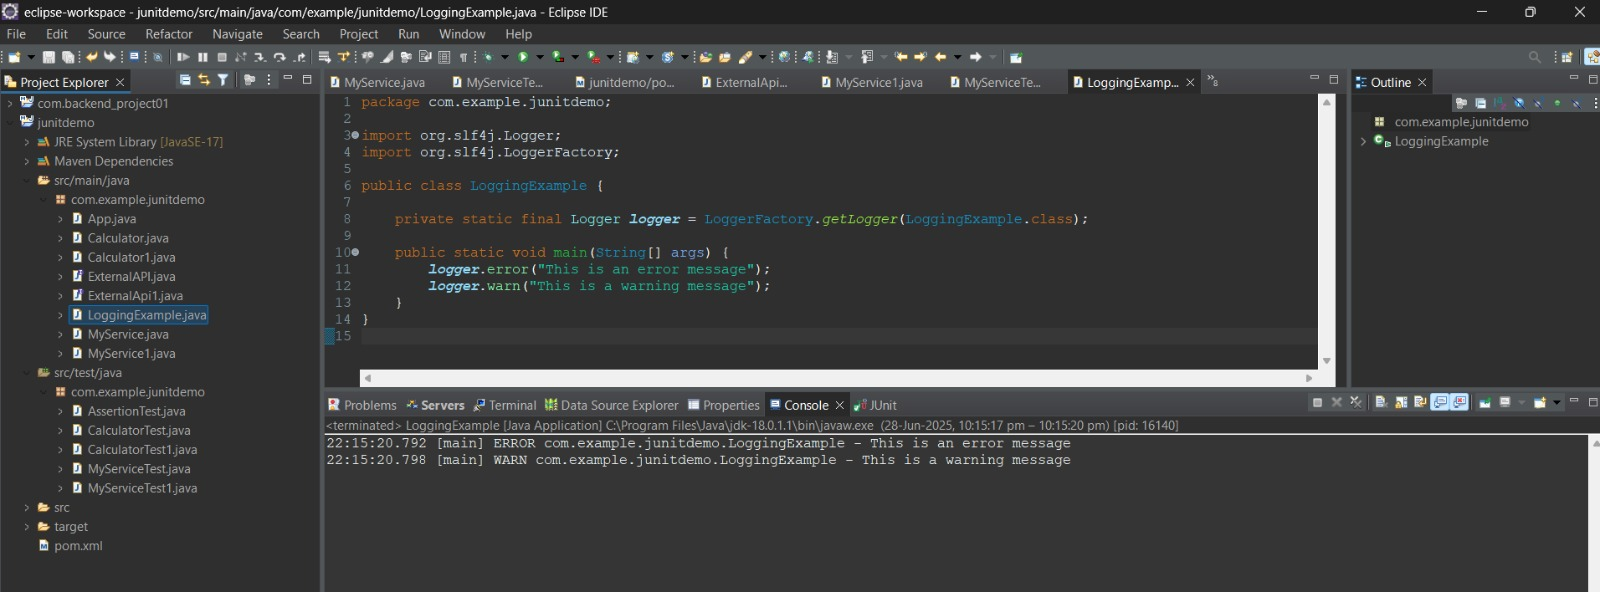 eclipse-workspace - junitdemo/src/main/java/com/example/junitdemo/LoggingExample.java - Eclipse IDE
File Edit Source Refactor Navigate Search Project Run Window Help
Project Explorer
com.backend_project01
junitdemo
JRE System Library [JavaSE-17]
Maven Dependencies
src/main/java
com.example.junitdemo
App.java
Calculator.java
Calculator1.java
ExternalAPI.java
ExternalApi1.java
LoggingExample.java
MyService.java
MyService1.java
src/test/java
com.example.junitdemo
AssertionTest.java
CalculatorTest.java
CalculatorTest1.java
MyServiceTest.java
MyServiceTest1.java
src
target
pom.xml
MyService.java MyServiceTe... junitdemo/po... ExternalApi... MyService1.java MyServiceTe... LoggingExamp... »8
1 package com.example.junitdemo;
2
3 import org.slf4j.Logger;
4 import org.slf4j.LoggerFactory;
5
6 public class LoggingExample {
7
8 private static final Logger logger = LoggerFactory.getLogger(LoggingExample.class);
9
10 public static void main(String[] args) {
11 logger.error("This is an error message");
12 logger.warn("This is a warning message");
13 }
14 }
15
Outline
com.example.junitdemo
LoggingExample
Problems Servers Terminal Data Source Explorer Properties Console JUnit
<terminated> LoggingExample [Java Application] C:\Program Files\Java\jdk-18.0.1.1\bin\javaw.exe (28-Jun-2025, 10:15:17 pm – 10:15:20 pm) [pid: 16140]
22:15:20.792 [main] ERROR com.example.junitdemo.LoggingExample - This is an error message
22:15:20.798 [main] WARN com.example.junitdemo.LoggingExample - This is a warning message